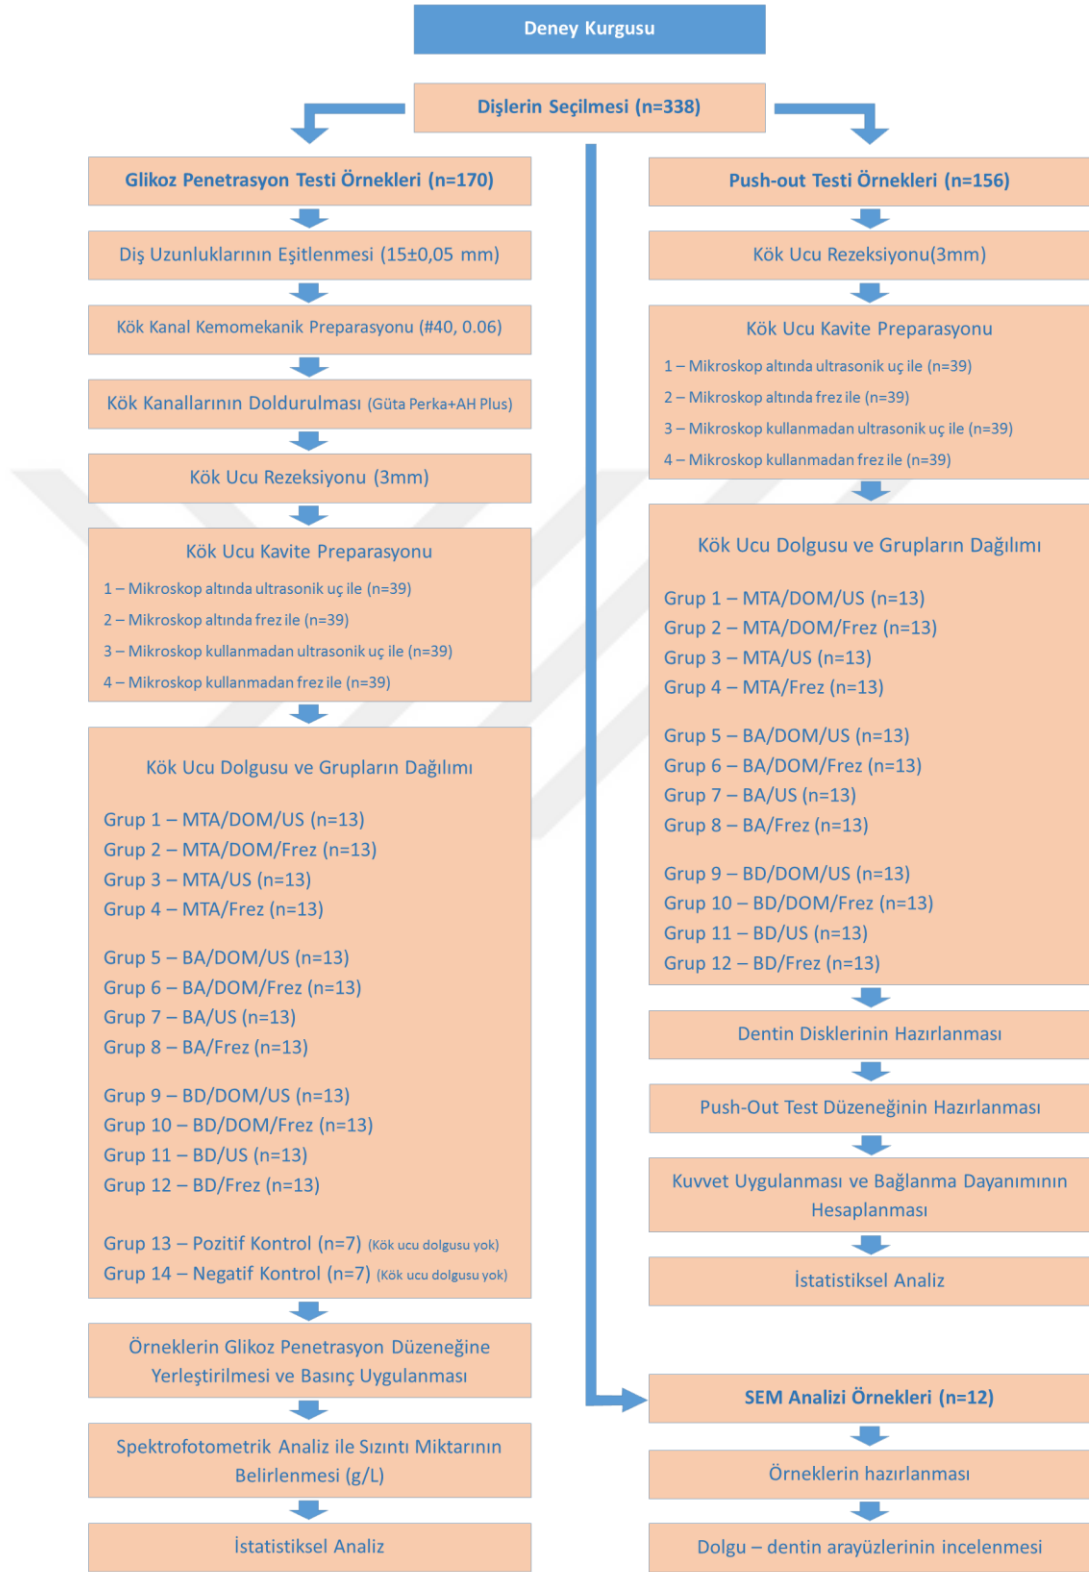 Deney Kurgusu
Dişlerin Seçilmesi (n=338)
Glikoz Penetrasyon Testi Örnekleri (n=170)
Diş Uzunluklarının Eşitlenmesi (15±0,05 mm)
Kök Kanal Kemomekanik Preparasyonu (#40, 0.06)
Kök Kanallarının Doldurulması (Güta Perka+AH Plus)
Kök Ucu Rezeksiyonu (3mm)
Kök Ucu Kavite Preparasyonu
1 – Mikroskop altında ultrasonik uç ile (n=39)
2 – Mikroskop altında frez ile (n=39)
3 – Mikroskop kullanmadan ultrasonik uç ile (n=39)
4 – Mikroskop kullanmadan frez ile (n=39)
Kök Ucu Dolgusu ve Grupların Dağılımı
Grup 1 – MTA/DOM/US (n=13)
Grup 2 – MTA/DOM/Frez (n=13)
Grup 3 – MTA/US (n=13)
Grup 4 – MTA/Frez (n=13)
Grup 5 – BA/DOM/US (n=13)
Grup 6 – BA/DOM/Frez (n=13)
Grup 7 – BA/US (n=13)
Grup 8 – BA/Frez (n=13)
Grup 9 – BD/DOM/US (n=13)
Grup 10 – BD/DOM/Frez (n=13)
Grup 11 – BD/US (n=13)
Grup 12 – BD/Frez (n=13)
Grup 13 – Pozitif Kontrol (n=7) (Kök ucu dolgusu yok)
Grup 14 – Negatif Kontrol (n=7) (Kök ucu dolgusu yok)
Örneklerin Glikoz Penetrasyon Düzeneğine
Yerleştirilmesi ve Basınç Uygulanması
Spektrofotometrik Analiz ile Sızıntı Miktarının
Belirlenmesi (g/L)
İstatistiksel Analiz
Push-out Testi Örnekleri (n=156)
Kök Ucu Rezeksiyonu(3mm)
Kök Ucu Kavite Preparasyonu
1 – Mikroskop altında ultrasonik uç ile (n=39)
2 – Mikroskop altında frez ile (n=39)
3 – Mikroskop kullanmadan ultrasonik uç ile (n=39)
4 – Mikroskop kullanmadan frez ile (n=39)
Kök Ucu Dolgusu ve Grupların Dağılımı
Grup 1 – MTA/DOM/US (n=13)
Grup 2 – MTA/DOM/Frez (n=13)
Grup 3 – MTA/US (n=13)
Grup 4 – MTA/Frez (n=13)
Grup 5 – BA/DOM/US (n=13)
Grup 6 – BA/DOM/Frez (n=13)
Grup 7 – BA/US (n=13)
Grup 8 – BA/Frez (n=13)
Grup 9 – BD/DOM/US (n=13)
Grup 10 – BD/DOM/Frez (n=13)
Grup 11 – BD/US (n=13)
Grup 12 – BD/Frez (n=13)
Dentin Disklerinin Hazırlanması
Push-Out Test Düzeneğinin Hazırlanması
Kuvvet Uygulanması ve Bağlanma Dayanımının
Hesaplanması
İstatistiksel Analiz
SEM Analizi Örnekleri (n=12)
Örneklerin hazırlanması
Dolgu – dentin arayüzlerinin incelenmesi